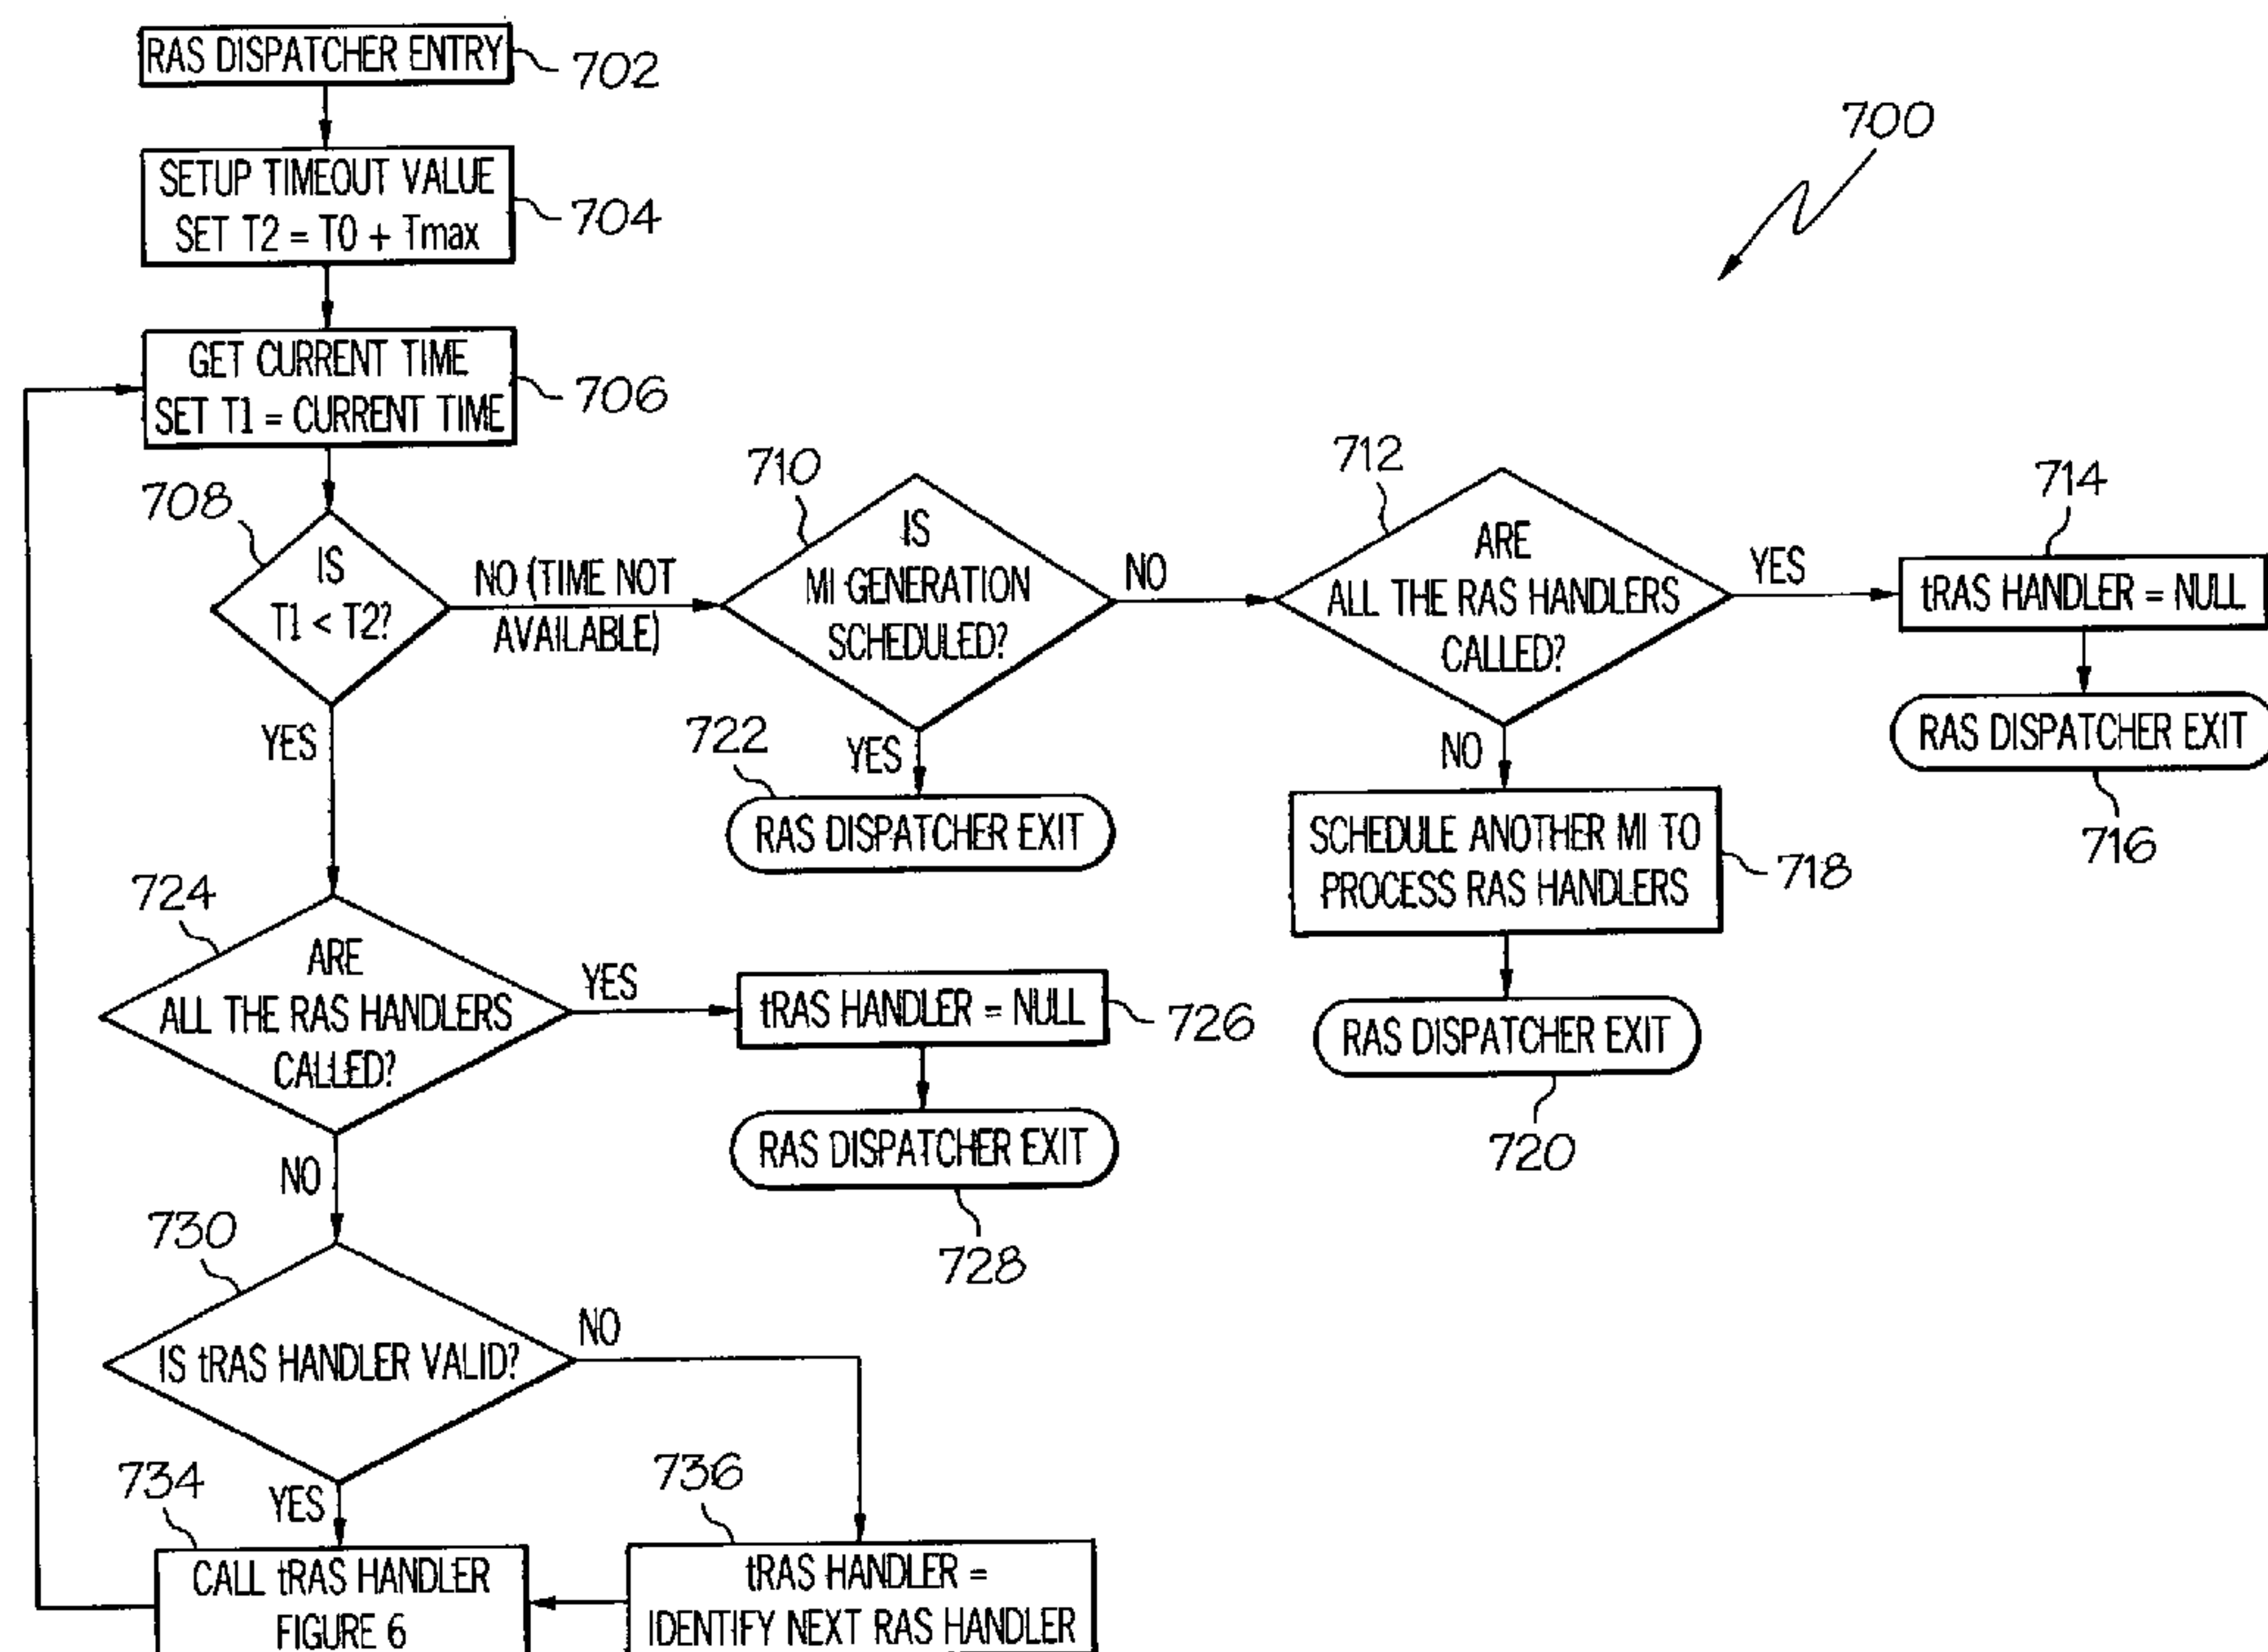 RAS DISPATCHER ENTRY
702
SETUP TIMEOUT VALUE
SET T2 = T0 + Tmax
704
700
GET CURRENT TIME
SET T1 = CURRENT TIME
706
708
IS
T1 < T2?
NO (TIME NOT
AVAILABLE)
YES
710
IS
MI GENERATION
SCHEDULED?
NO
YES
722
RAS DISPATCHER EXIT
712
ARE
ALL THE RAS HANDLERS
CALLED?
YES
NO
714
tRAS HANDLER = NULL
RAS DISPATCHER EXIT
716
SCHEDULE ANOTHER MI TO
PROCESS RAS HANDLERS
718
RAS DISPATCHER EXIT
720
724
ARE
ALL THE RAS HANDLERS
CALLED?
YES
NO
tRAS HANDLER = NULL
726
RAS DISPATCHER EXIT
728
730
IS tRAS HANDLER VALID?
NO
YES
734
CALL tRAS HANDLER
FIGURE 6
736
tRAS HANDLER =
IDENTIFY NEXT RAS HANDLER